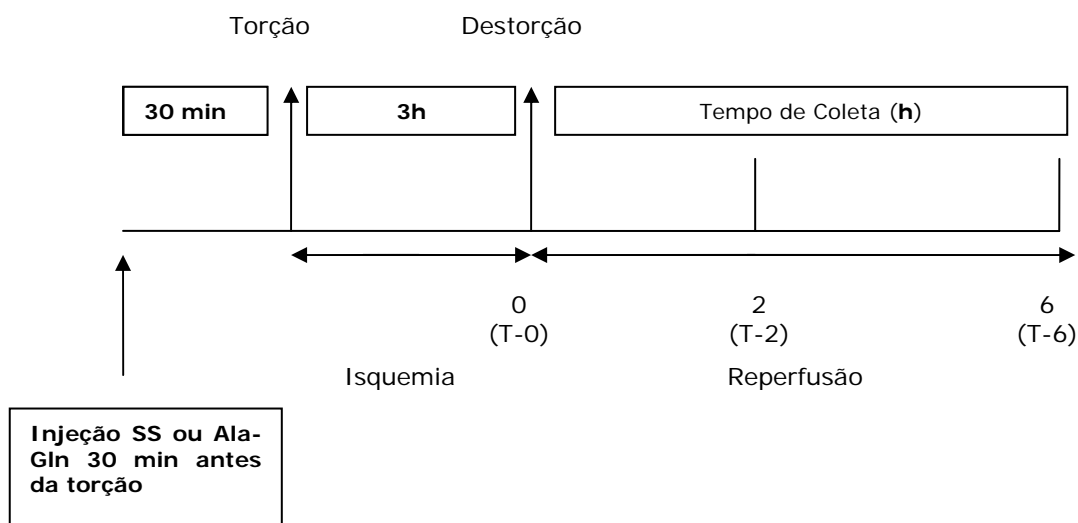 Torção Destorção
30 min 3h Tempo de Coleta (h)
0 2 6
(T-0) (T-2) (T-6)
Isquemia Reperfusão
Injeção SS ou Ala-
Gln 30 min antes
da torção